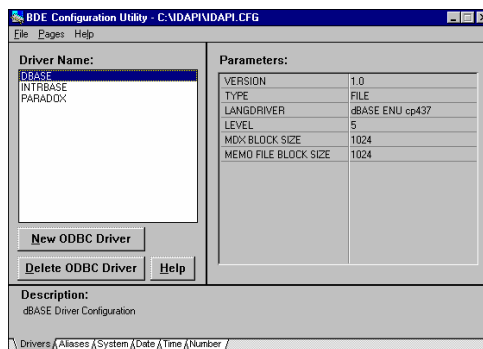 BDE Configuration Utility - C:\IDAPI\IDAPI.CFG
File Pages Help
Driver Name:
DBASE
INTRBASE
PARADOX
New ODBC Driver
Delete ODBC Driver Help
Parameters:
VERSION 1.0
TYPE FILE
LANGDRIVER dBASE ENU cp437
LEVEL 5
MDX BLOCK SIZE 1024
MEMO FILE BLOCK SIZE 1024
Description:
dBASE Driver Configuration
Drivers Aliases System Date Time Number